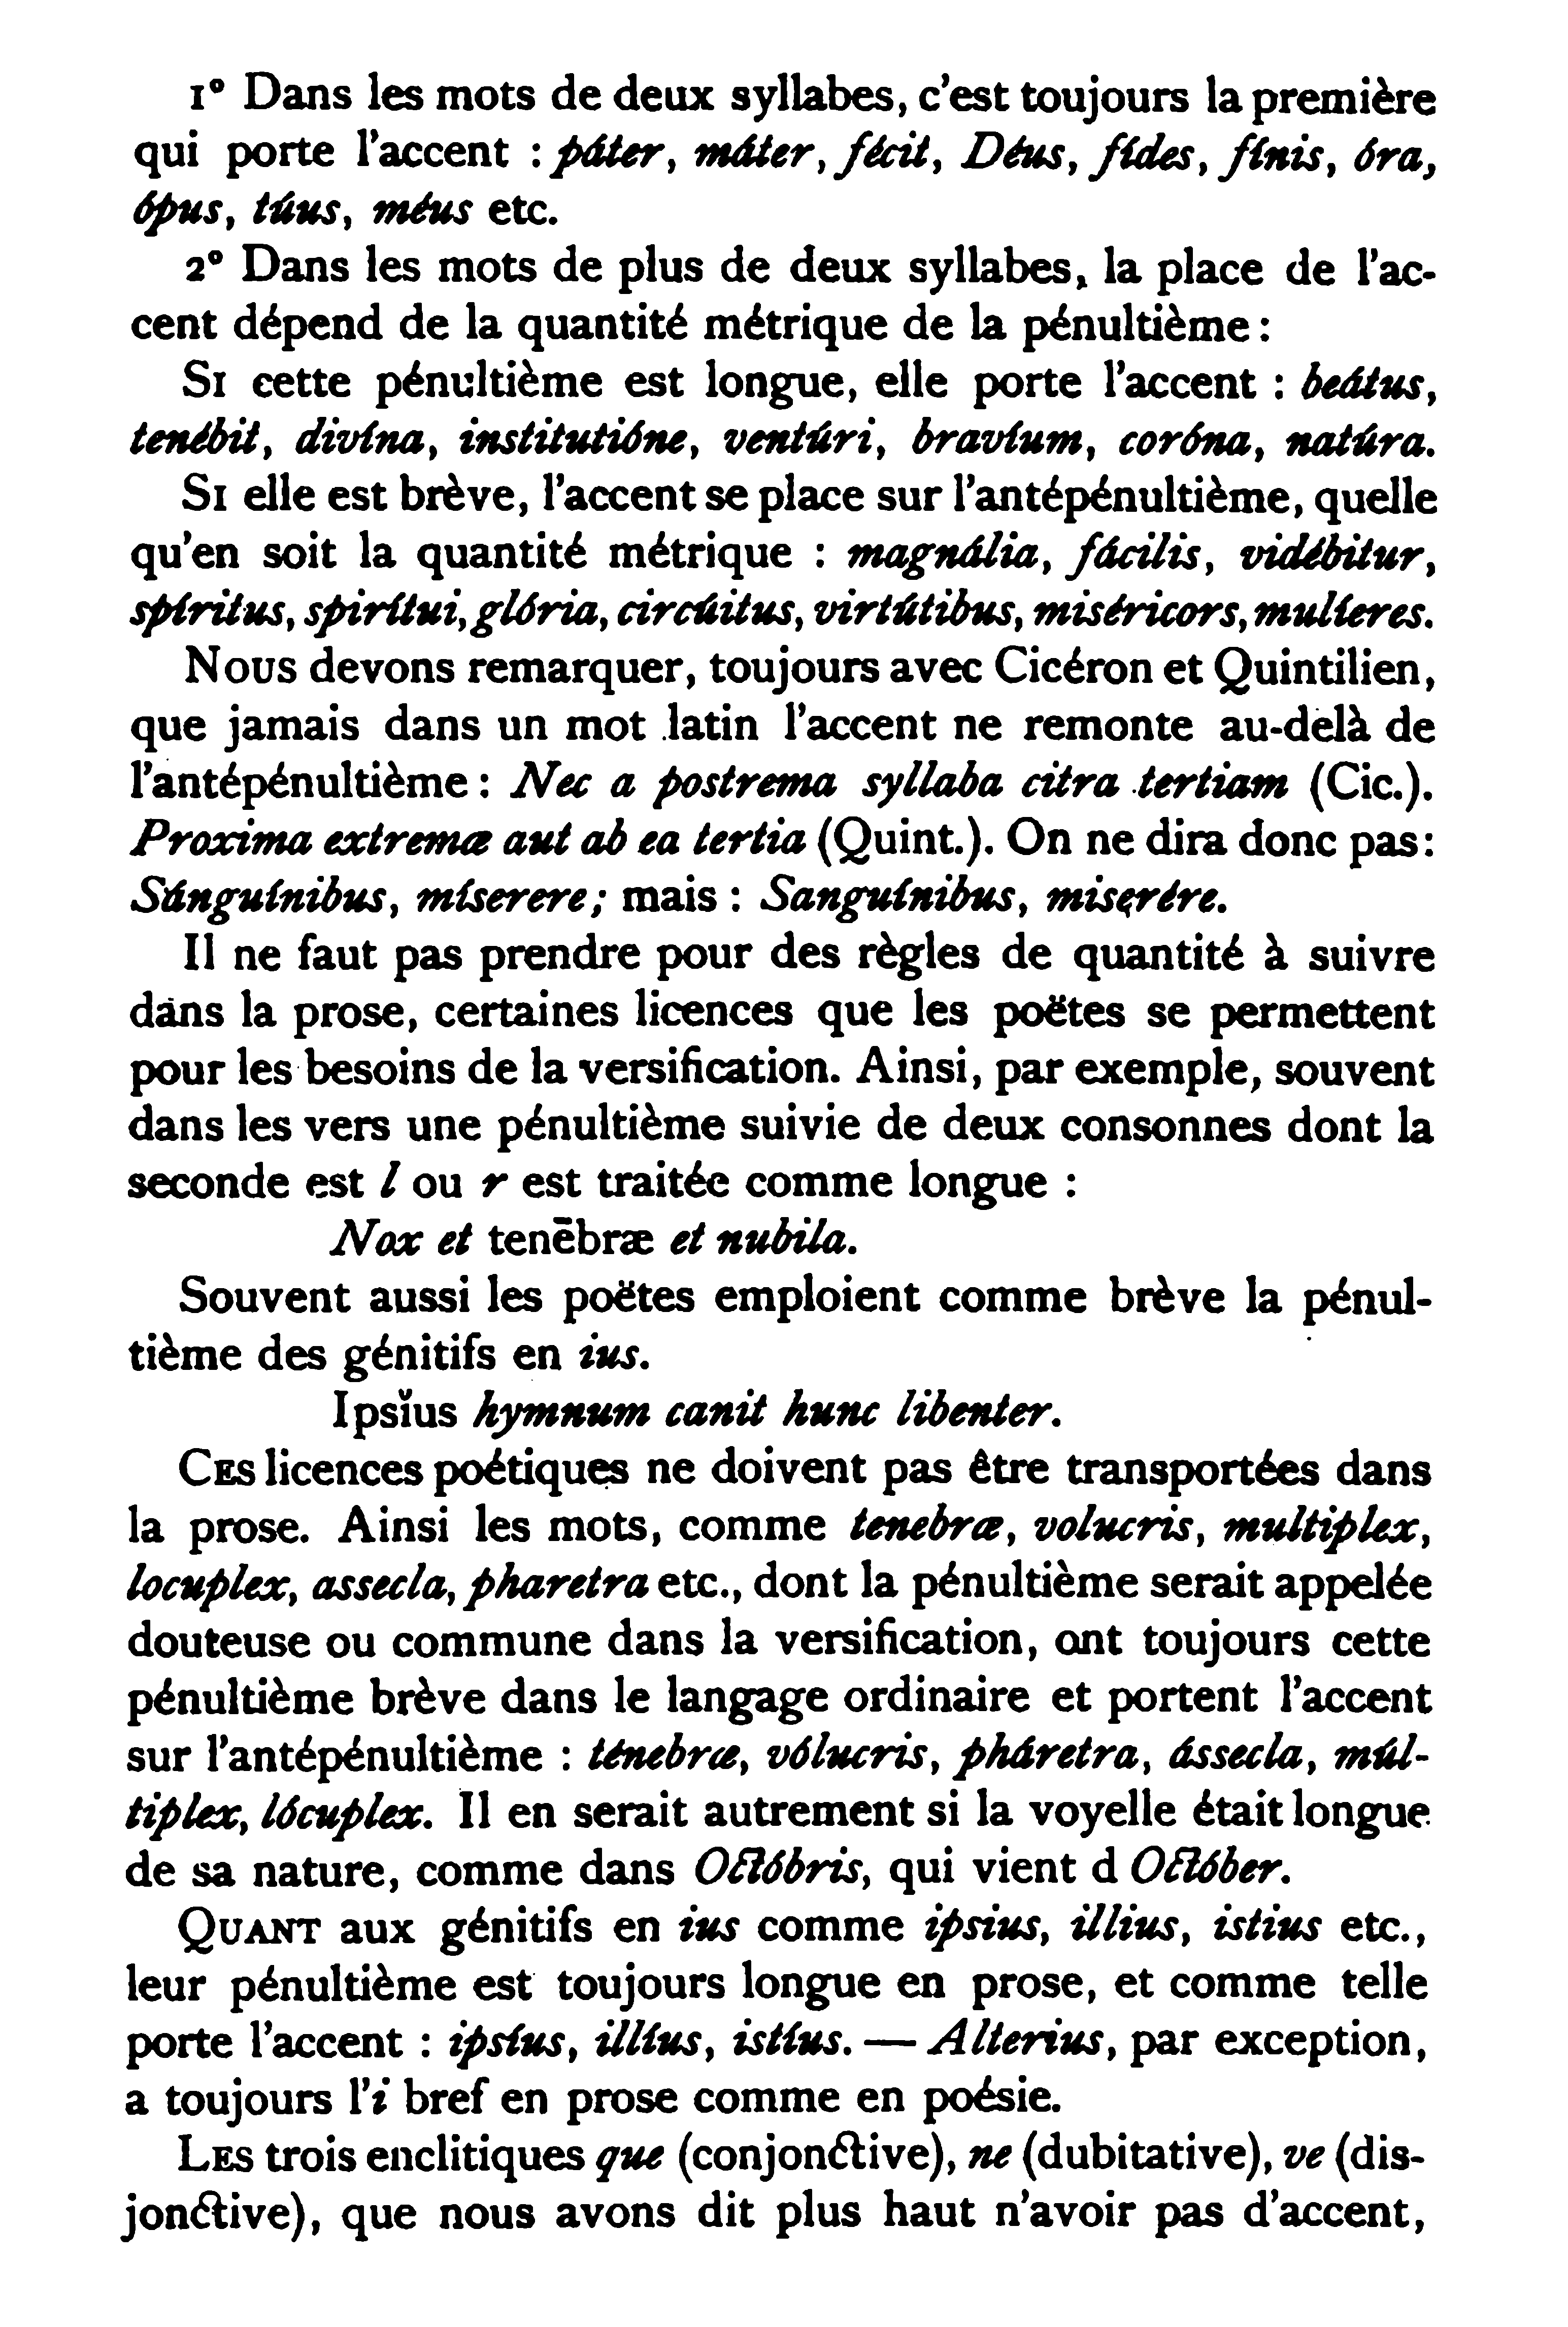 1° Dans les mots de deux syllabes, c'est toujours la première
qui porte l'accent : páter, máter, fécit, Déus, fídes, fínis, óra,
ópus, túus, méus etc.
2° Dans les mots de plus de deux syllabes, la place de l'ac-
cent dépend de la quantité métrique de la pénultième :
SI cette pénultième est longue, elle porte l'accent : beátus,
tenébit, divína, institutióne, ventúri, bravíum, coróna, natúra.
SI elle est brève, l'accent se place sur l'antépénultième, quelle
qu'en soit la quantité métrique : magnália, fácilis, vidébitur,
spíritus, spirítui, glória, circúitus, virtútibus, miséricors, mulíeres.
NOUS devons remarquer, toujours avec Cicéron et Quintilien,
que jamais dans un mot latin l'accent ne remonte au-delà de
l'antépénultième : Nec a postrema syllaba citra tertiam (Cic.).
Proxima extremæ aut ab ea tertia (Quint.). On ne dira donc pas :
Sánguínibus, míserere; mais : Sanguínibus, miserére.
Il ne faut pas prendre pour des règles de quantité à suivre
dans la prose, certaines licences que les poëtes se permettent
pour les besoins de la versification. Ainsi, par exemple, souvent
dans les vers une pénultième suivie de deux consonnes dont la
seconde est l ou r est traitée comme longue :
Nox et tenēbræ et nubila.
Souvent aussi les poëtes emploient comme brève la pénul-
tième des génitifs en ius.
Ipsĭus hymnum canit hunc libenter.
CES licences poétiques ne doivent pas être transportées dans
la prose. Ainsi les mots, comme tenebræ, volucris, multiplex,
locuplex, assecla, pharetra etc., dont la pénultième serait appelée
douteuse ou commune dans la versification, ont toujours cette
pénultième brève dans le langage ordinaire et portent l'accent
sur l'antépénultième : ténebræ, vólucris, pháretra, ássecla, múl-
tiplex, lócuplex. Il en serait autrement si la voyelle était longue
de sa nature, comme dans Octóbris, qui vient d Octóber.
QUANT aux génitifs en ius comme ipsius, illius, istius etc.,
leur pénultième est toujours longue en prose, et comme telle
porte l'accent : ipsíus, illíus, istíus. — Alterius, par exception,
a toujours l'i bref en prose comme en poésie.
LES trois enclitiques que (conjonctive), ne (dubitative), ve (dis-
jonctive), que nous avons dit plus haut n'avoir pas d'accent,